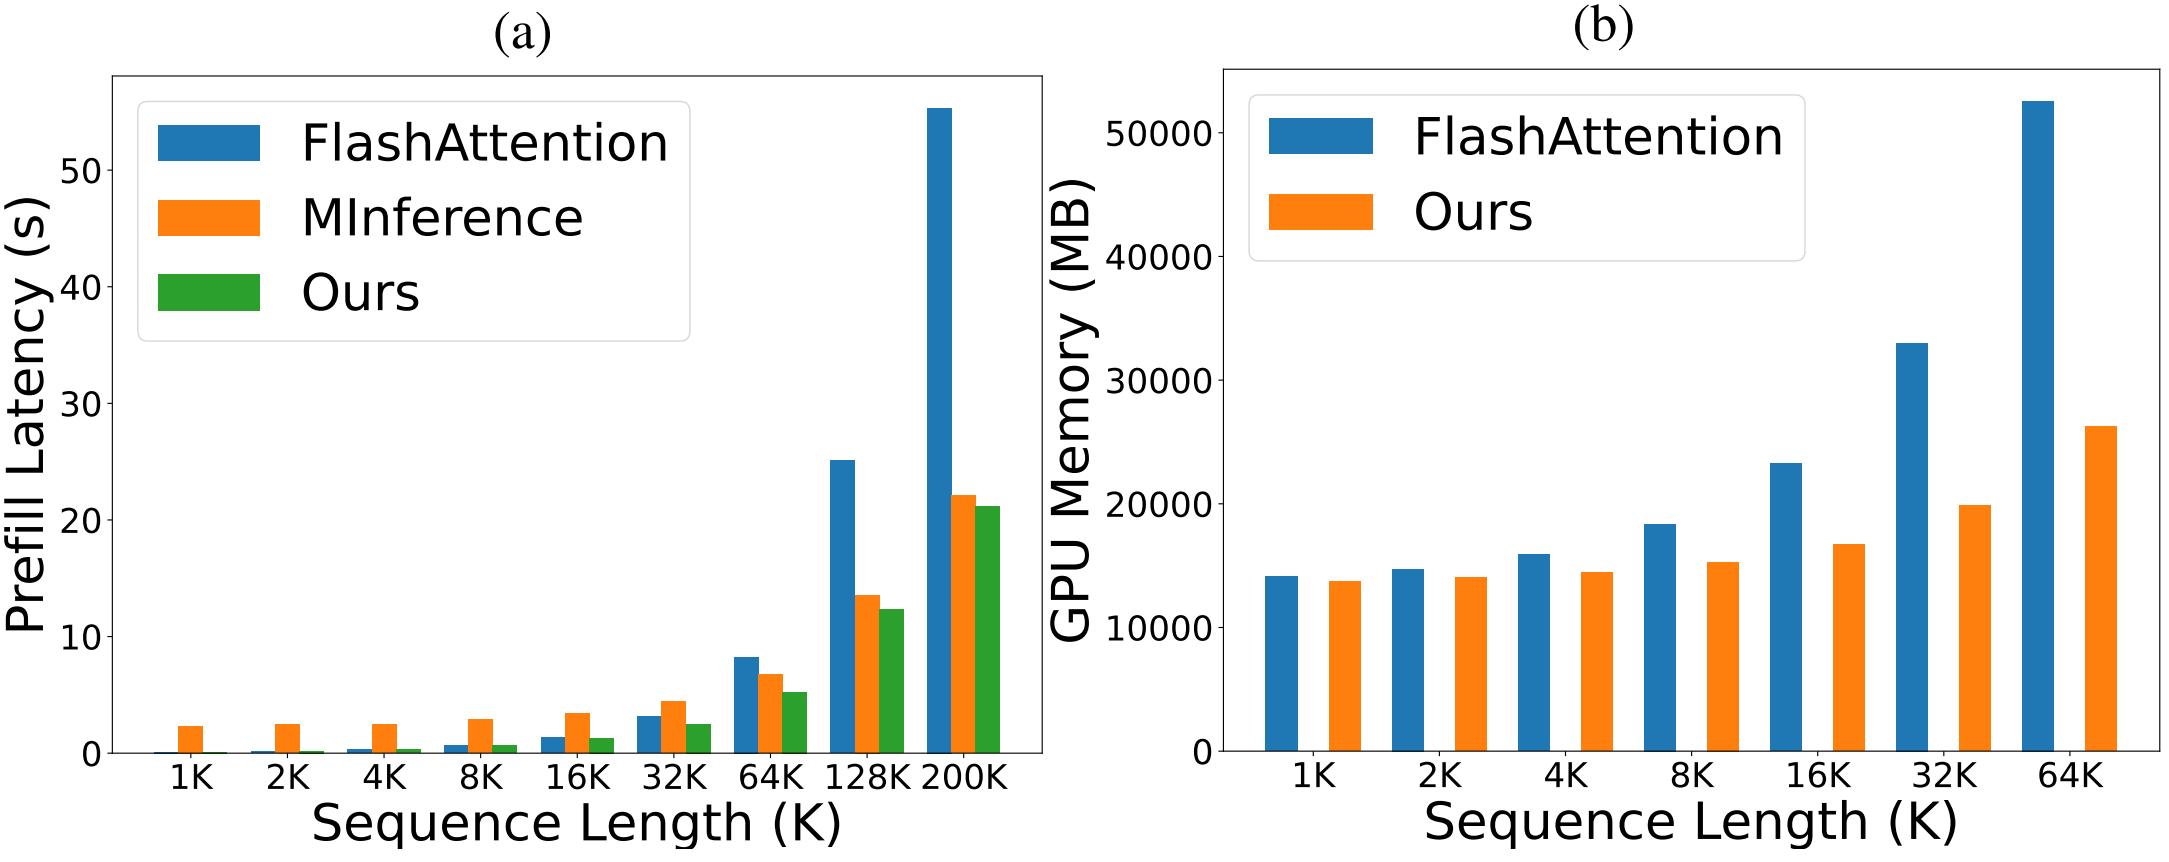 (a)
FlashAttention
MInference
Ours
Prefill Latency (s)
50
40
30
20
10
0
1K 2K 4K 8K 16K 32K 64K 128K 200K
Sequence Length (K)
(b)
FlashAttention
Ours
GPU Memory (MB)
50000
40000
30000
20000
10000
0
1K 2K 4K 8K 16K 32K 64K
Sequence Length (K)